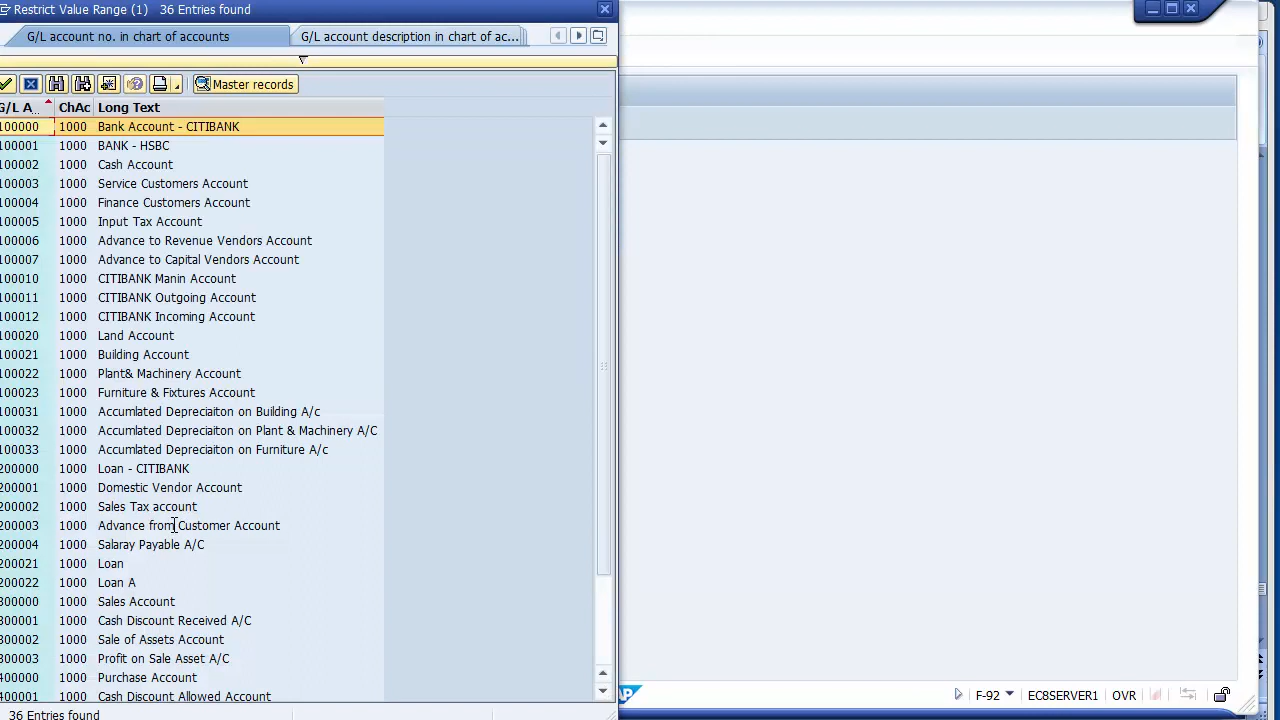 Restrict Value Range (1)   36 Entries found
G/L account no. in chart of accounts   G/L account description in chart of ac...
Master records
G/L A.. ChAc Long Text
100000 1000 Bank Account - CITIBANK
100001 1000 BANK - HSBC
100002 1000 Cash Account
100003 1000 Service Customers Account
100004 1000 Finance Customers Account
100005 1000 Input Tax Account
100006 1000 Advance to Revenue Vendors Account
100007 1000 Advance to Capital Vendors Account
100010 1000 CITIBANK Manin Account
100011 1000 CITIBANK Outgoing Account
100012 1000 CITIBANK Incoming Account
100020 1000 Land Account
100021 1000 Building Account
100022 1000 Plant& Machinery Account
100023 1000 Furniture & Fixtures Account
100031 1000 Accumlated Depreciaiton on Building A/c
100032 1000 Accumlated Depreciaiton on Plant & Machinery A/C
100033 1000 Accumlated Depreciaiton on Furniture A/c
200000 1000 Loan - CITIBANK
200001 1000 Domestic Vendor Account
200002 1000 Sales Tax account
200003 1000 Advance from Customer Account
200004 1000 Salaray Payable A/C
200021 1000 Loan
200022 1000 Loan A
300000 1000 Sales Account
300001 1000 Cash Discount Received A/C
300002 1000 Sale of Assets Account
300003 1000 Profit on Sale Asset A/C
400000 1000 Purchase Account
400001 1000 Cash Discount Allowed Account
36 Entries found
F-92 EC8SERVER1 OVR